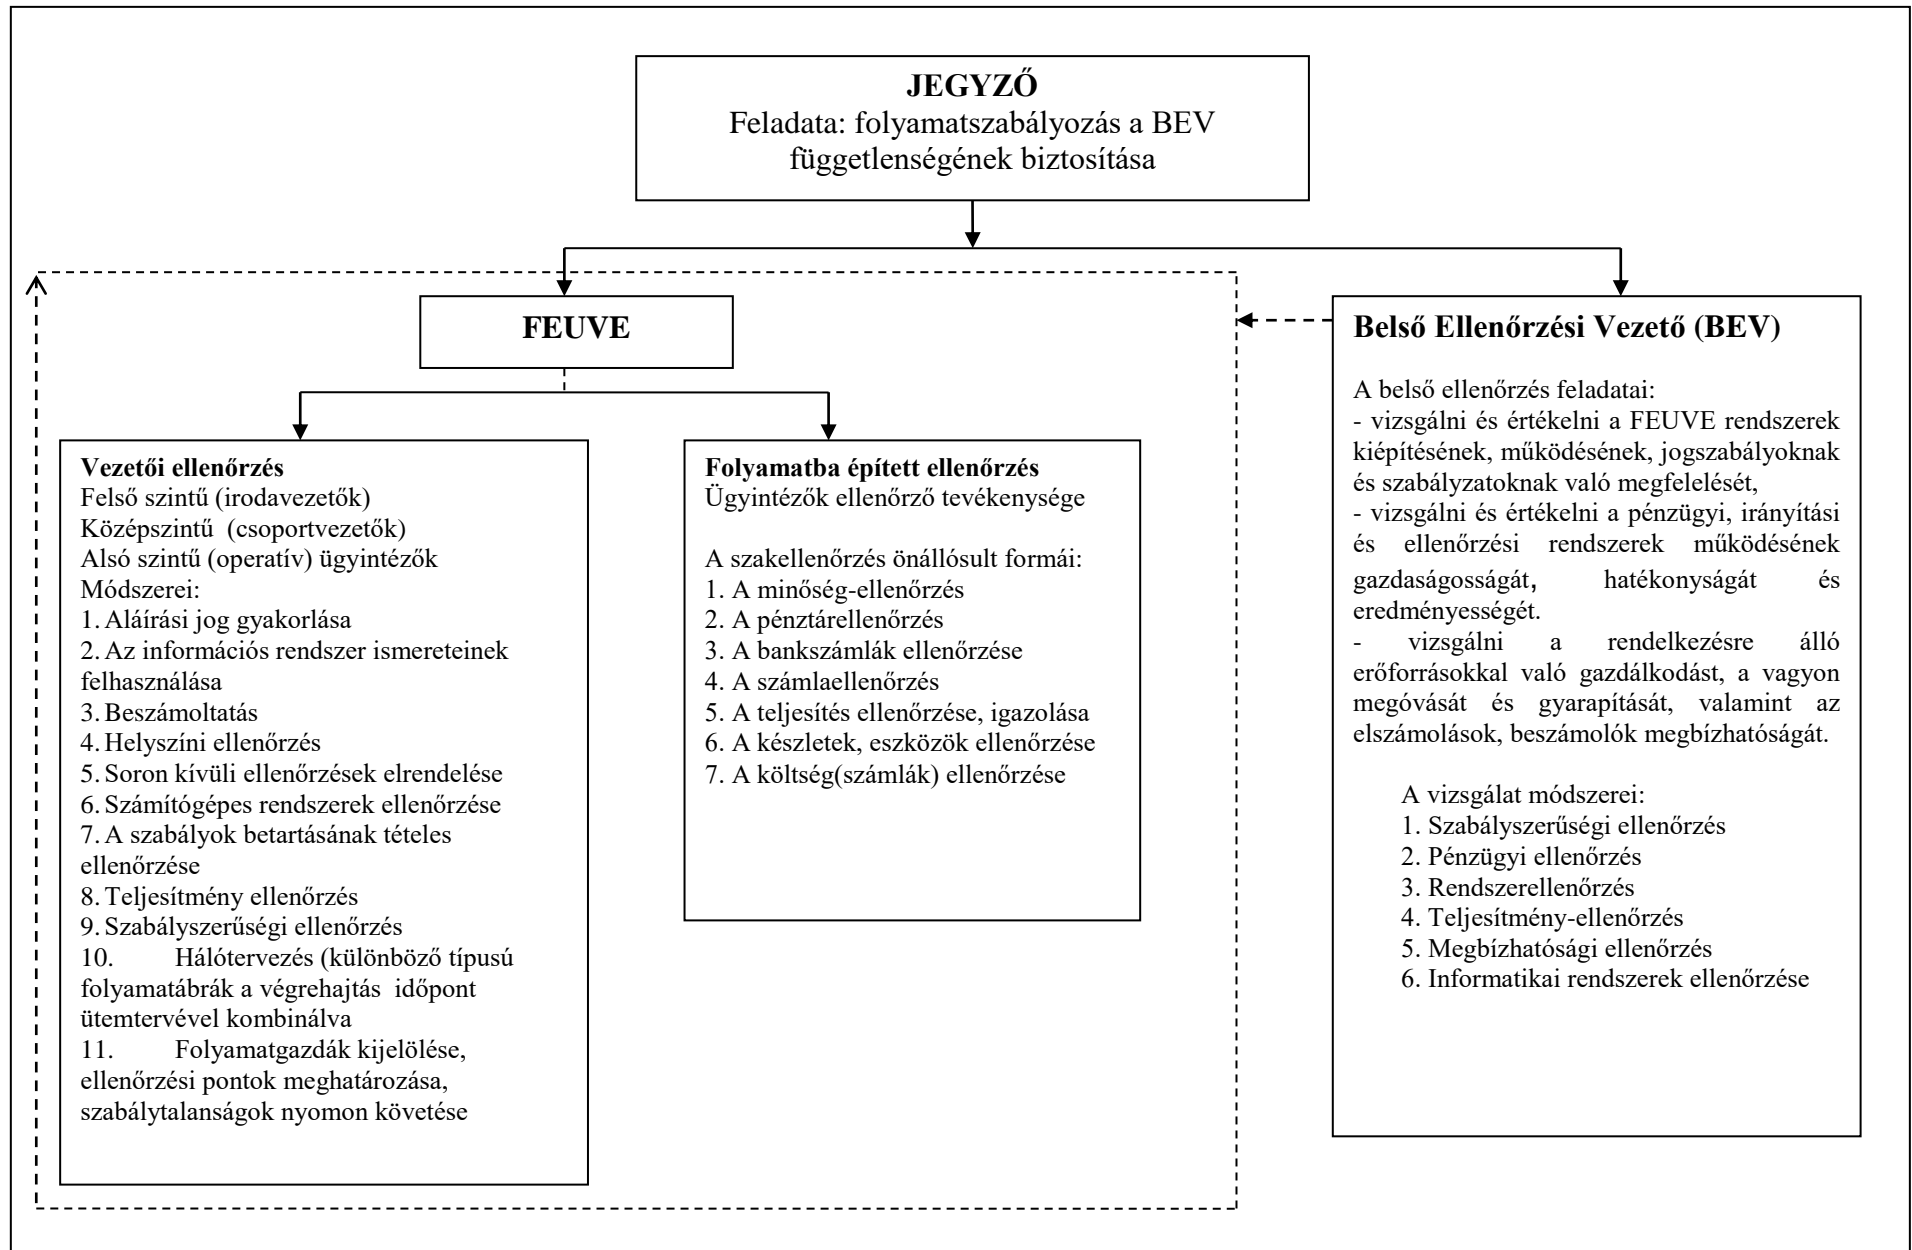 JEGYZŐ
Feladata: folyamatszabályozás a BEV
függetlenségének biztosítása
FEUVE
Vezetői ellenőrzés
Felső szintű (irodavezetők)
Középszintű (csoportvezetők)
Alsó szintű (operatív) ügyintézők
Módszerei:
1. Aláírási jog gyakorlása
2. Az információs rendszer ismereteinek
felhasználása
3. Beszámoltatás
4. Helyszíni ellenőrzés
5. Soron kívüli ellenőrzések elrendelése
6. Számítógépes rendszerek ellenőrzése
7. A szabályok betartásának tételes
ellenőrzése
8. Teljesítmény ellenőrzés
9. Szabályszerűségi ellenőrzés
10. Hálótervezés (különböző típusú
folyamatábrák a végrehajtás időpont
ütemtervével kombinálva
11. Folyamatgazdák kijelölése,
ellenőrzési pontok meghatározása,
szabálytalanságok nyomon követése
Folyamatba épített ellenőrzés
Ügyintézők ellenőrző tevékenysége
A szakellenőrzés önállósult formái:
1. A minőség-ellenőrzés
2. A pénztárellenőrzés
3. A bankszámlák ellenőrzése
4. A számlaellenőrzés
5. A teljesítés ellenőrzése, igazolása
6. A készletek, eszközök ellenőrzése
7. A költség(számlák) ellenőrzése
Belső Ellenőrzési Vezető (BEV)
A belső ellenőrzés feladatai:
- vizsgálni és értékelni a FEUVE rendszerek
kiépítésének, működésének, jogszabályoknak
és szabályzatoknak való megfelelését,
- vizsgálni és értékelni a pénzügyi, irányítási
és ellenőrzési rendszerek működésének
gazdaságosságát, hatékonyságát és
eredményességét.
- vizsgálni a rendelkezésre álló
erőforrásokkal való gazdálkodást, a vagyon
megóvását és gyarapítását, valamint az
elszámolások, beszámolók megbízhatóságát.
A vizsgálat módszerei:
1. Szabályszerűségi ellenőrzés
2. Pénzügyi ellenőrzés
3. Rendszerellenőrzés
4. Teljesítmény-ellenőrzés
5. Megbízhatósági ellenőrzés
6. Informatikai rendszerek ellenőrzése